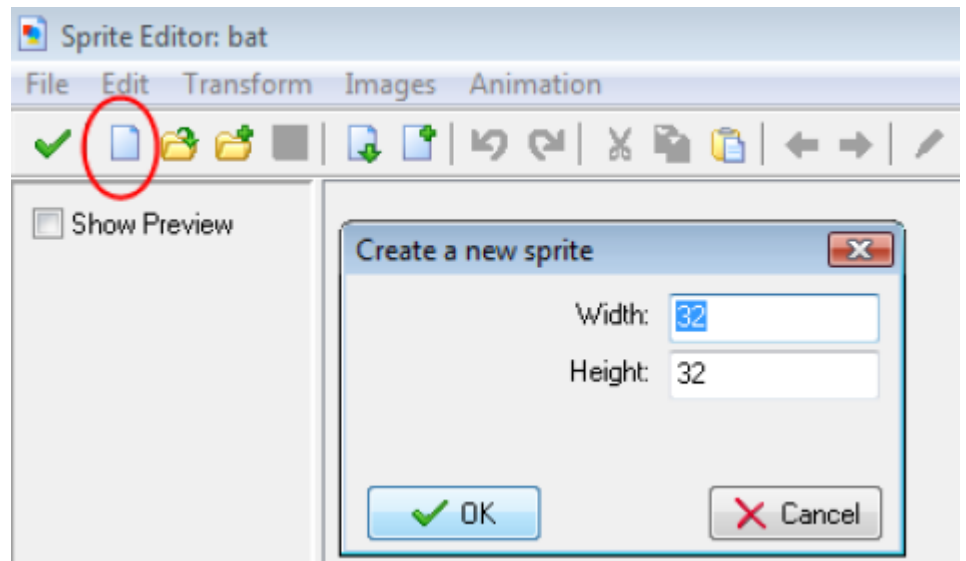 Sprite Editor: bat
File Edit Transform Images Animation
Show Preview
Create a new sprite
Width: 32
Height: 32
OK Cancel